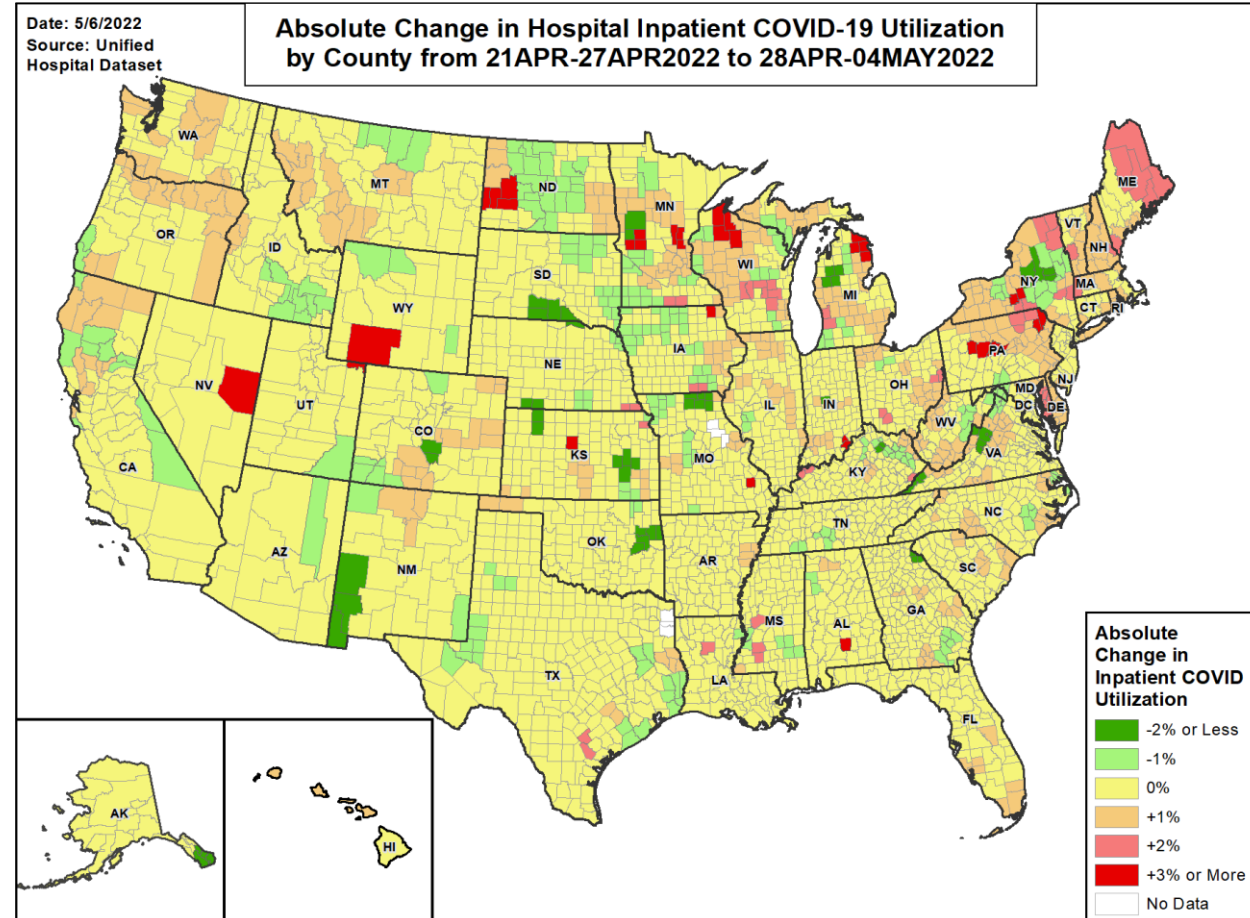 Date: 5/6/2022
Source: Unified
Hospital Dataset
Absolute Change in Hospital Inpatient COVID-19 Utilization
by County from 21APR-27APR2022 to 28APR-04MAY2022
WA
MT
ND
MN
ME
OR
ID
SD
WI
VT
NH
NY
MA
WY
MI
CT
RI
IA
PA
NE
NV
OH
NJ
UT
IL
IN
MD
DE
DC
WV
CO
CA
KS
MO
KY
VA
TN
NC
AZ
NM
OK
AR
SC
MS
AL
GA
TX
LA
FL
AK
HI
Absolute
Change in
Inpatient COVID
Utilization
-2% or Less
-1%
0%
+1%
+2%
+3% or More
No Data